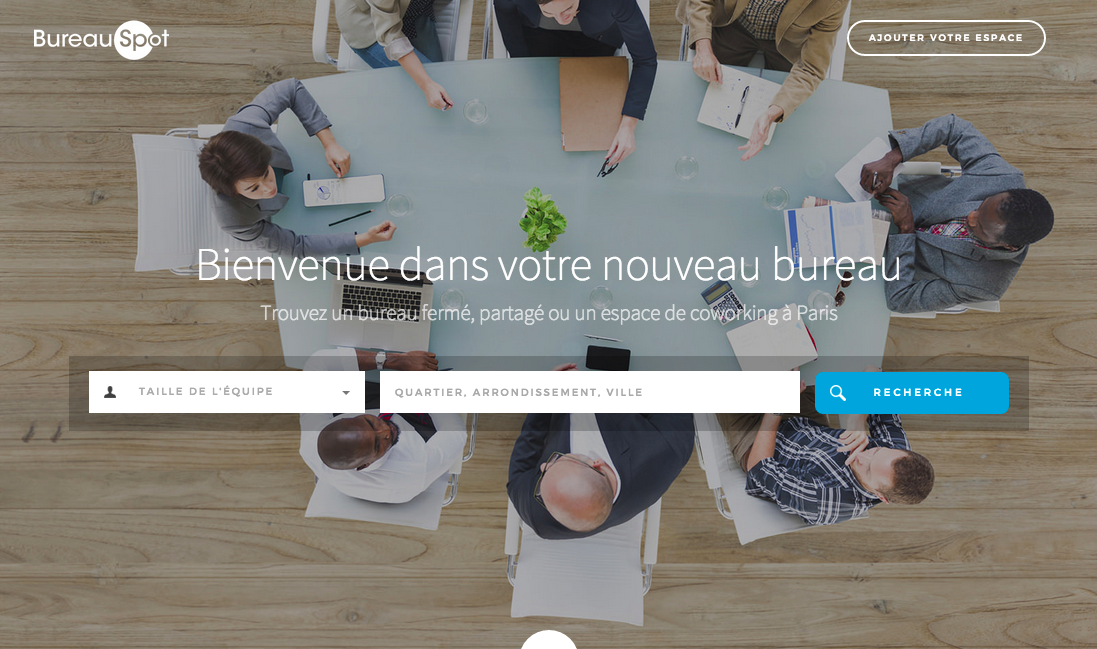 BureauSpot
AJOUTER VOTRE ESPACE
Bienvenue dans votre nouveau bureau
Trouvez un bureau fermé, partagé ou un espace de coworking à Paris
TAILLE DE L'ÉQUIPE
QUARTIER, ARRONDISSEMENT, VILLE
RECHERCHE